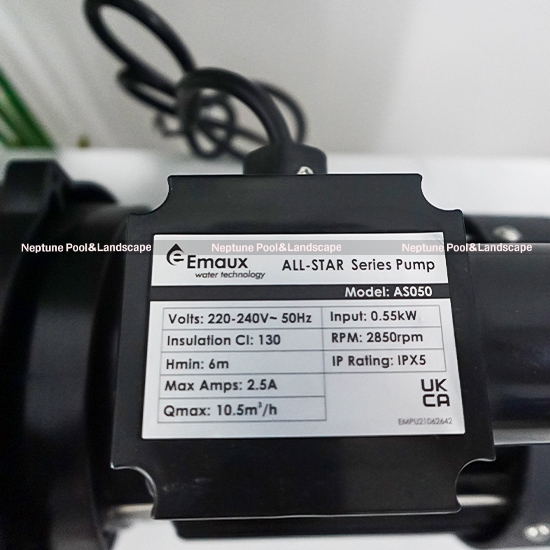 Neptune Pool&Landscape Neptune Pool&Landscape Neptune Pool&Landscape
Emaux ALL-STAR Series Pump
water technology
Model: AS050
Volts: 220-240V~ 50Hz Input: 0.55kW
Insulation Cl: 130 RPM: 2850rpm
Hmin: 6m IP Rating: IPX5
Max Amps: 2.5A
Qmax: 10.5m³/h
UK
CA
EMPU21062642